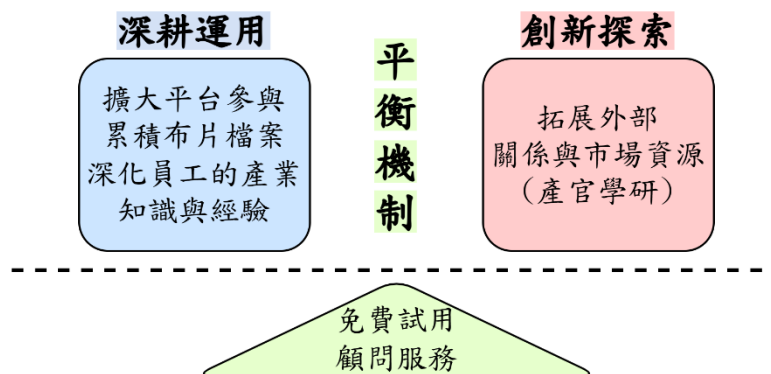 深耕運用
擴大平台參與
累積布片檔案
深化員工的產業
知識與經驗
平
衡
機
制
創新探索
拓展外部
關係與市場資源
（產官學研）
免費試用
顧問服務